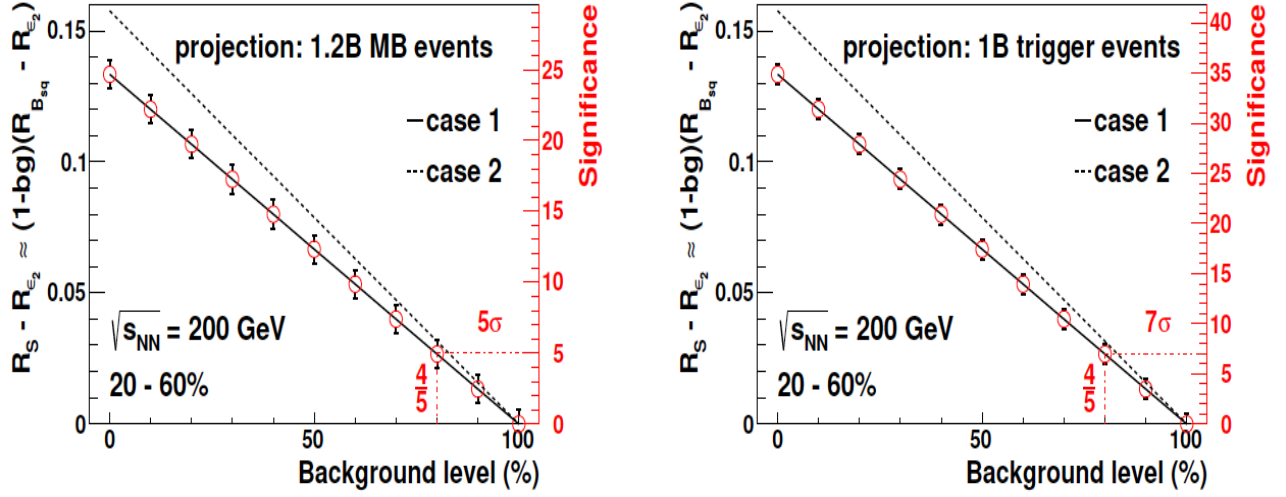 R_S - R_ε₂ ≈ (1-bg)(R_B_sq - R_ε₂)
0.15
0.1
0.05
0
projection: 1.2B MB events
case 1
case 2
√s_NN = 200 GeV
20 - 60%
5σ
4/5
25
20
15
10
5
0
Significance
0
50
100
Background level (%)
R_S - R_ε₂ ≈ (1-bg)(R_B_sq - R_ε₂)
0.15
0.1
0.05
0
projection: 1B trigger events
case 1
case 2
√s_NN = 200 GeV
20 - 60%
7σ
4/5
40
35
30
25
20
15
10
5
0
Significance
0
50
100
Background level (%)